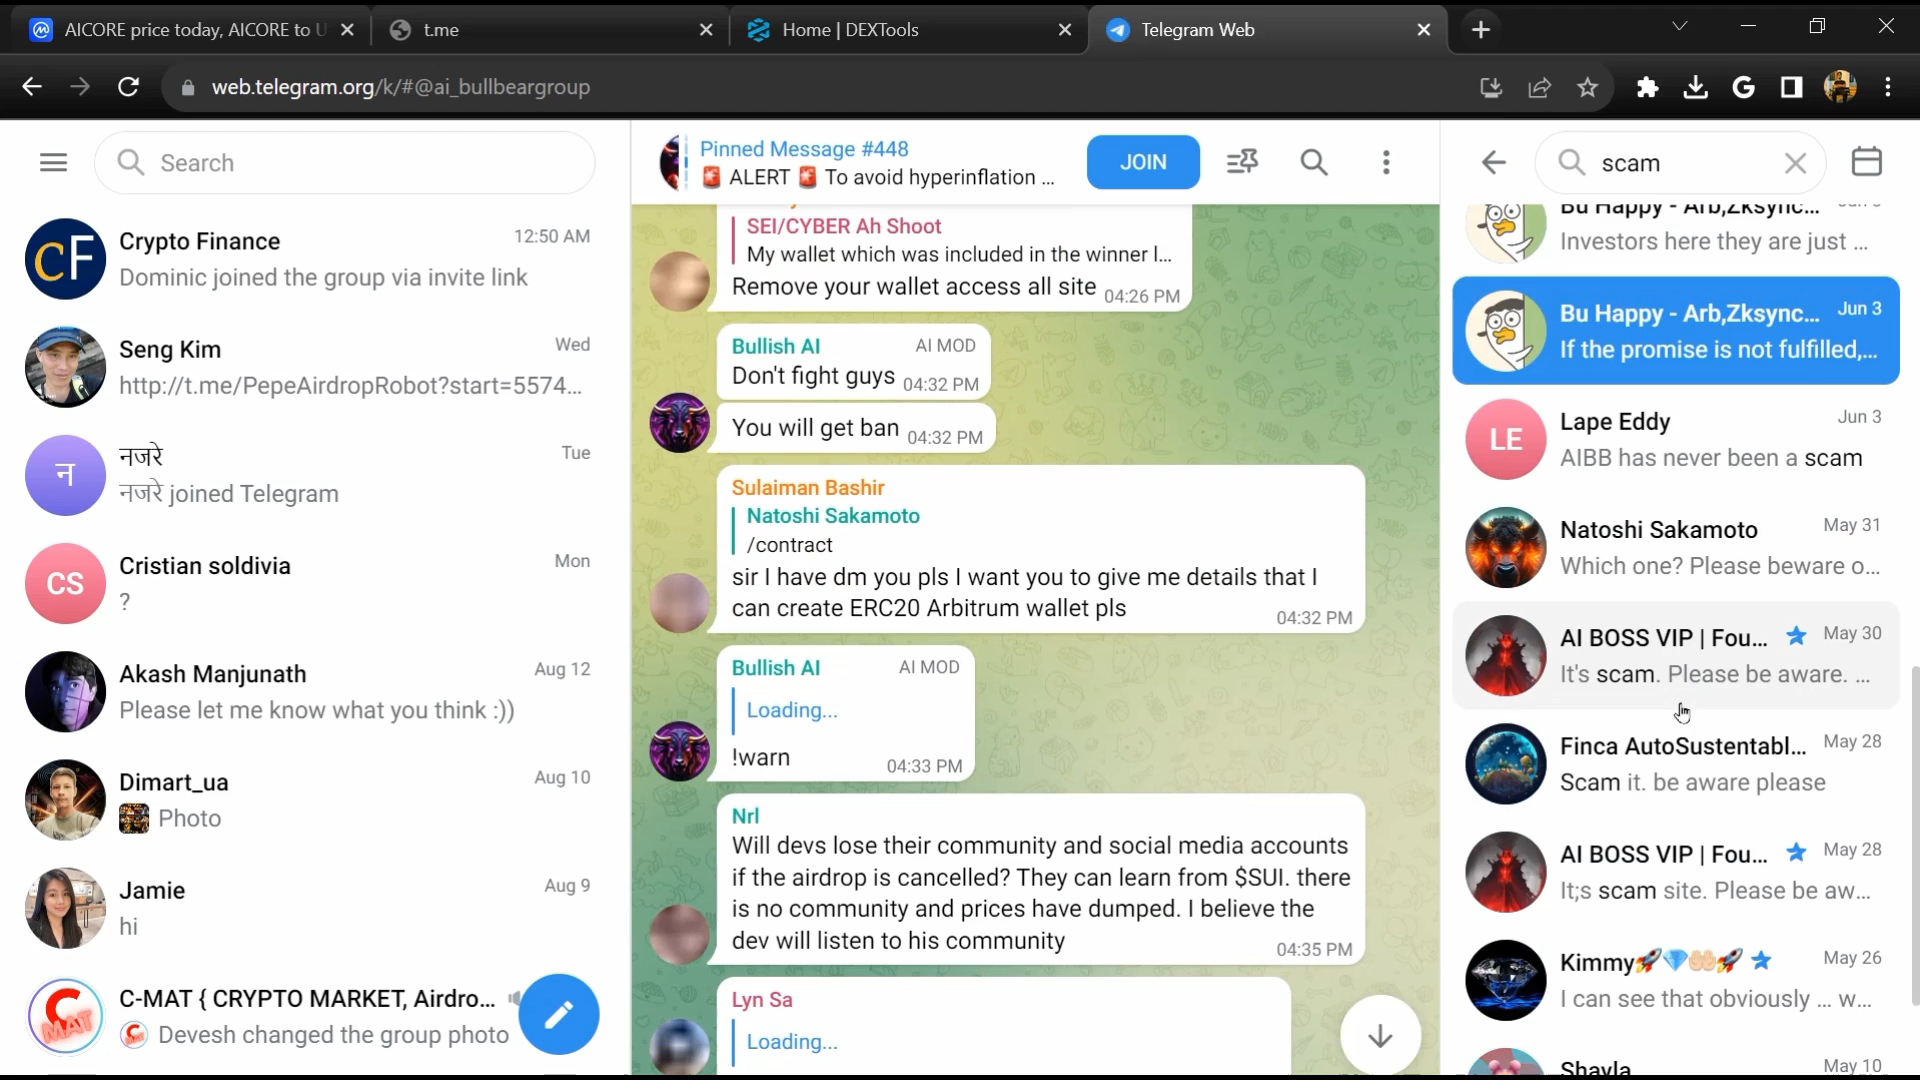 AICORE price today, AICORE to U
t.me
Home | DEXTools
Telegram Web
web.telegram.org/k/#@ai_bullbeargroup
Search
Crypto Finance
12:50 AM
Dominic joined the group via invite link
Seng Kim
Wed
http://t.me/PepeAirdropRobot?start=5574...
नजरे
Tue
न
नजरे joined Telegram
Cristian soldivia
Mon
CS
?
Akash Manjunath
Aug 12
Please let me know what you think :))
Dimart_ua
Aug 10
Photo
Jamie
Aug 9
hi
C-MAT { CRYPTO MARKET, Airdro...
Devesh changed the group photo
Pinned Message #448
🚨 ALERT 🚨 To avoid hyperinflation ...
JOIN
SEI/CYBER Ah Shoot
My wallet which was included in the winner l...
Remove your wallet access all site 04:26 PM
Bullish AI
AI MOD
Don't fight guys 04:32 PM
You will get ban 04:32 PM
Sulaiman Bashir
Natoshi Sakamoto
/contract
sir I have dm you pls I want you to give me details that I
can create ERC20 Arbitrum wallet pls
04:32 PM
Bullish AI
AI MOD
Loading...
!warn
04:33 PM
Nrl
Will devs lose their community and social media accounts
if the airdrop is cancelled? They can learn from $SUI. there
is no community and prices have dumped. I believe the
dev will listen to his community
04:35 PM
Lyn Sa
Loading...
scam
Bu Happy - Arb,Zksync...
Investors here they are just ...
Bu Happy - Arb,Zksync...
Jun 3
If the promise is not fulfilled,...
Lape Eddy
Jun 3
LE
AIBB has never been a scam
Natoshi Sakamoto
May 31
Which one? Please beware o...
AI BOSS VIP | Fou...
May 30
It's scam. Please be aware. ...
Finca AutoSustentabl...
May 28
Scam it. be aware please
AI BOSS VIP | Fou...
May 28
It;s scam site. Please be aw...
Kimmy🚀💎🤲🏻🚀
May 26
I can see that obviously ... w...
Shayla
May 10